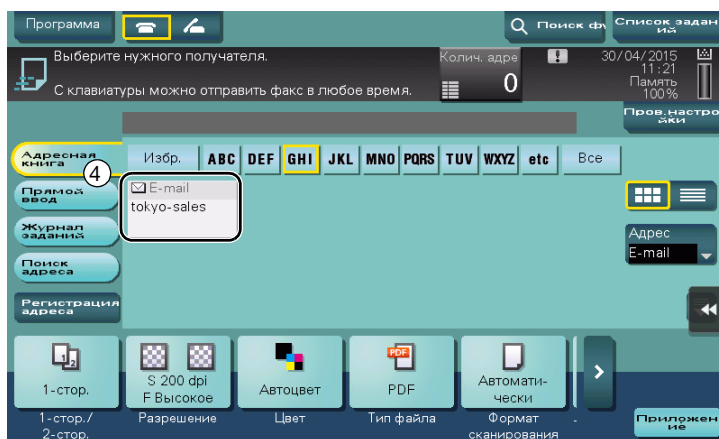 Программа
Поиск фу
Список задан
ий
Выберите нужного получателя.
С клавиатуры можно отправить факс в любое время.
Колич. адре
0
30/04/2015
11:21
Память
100%
Пров.настро
йки
Адресная
книга
Избр. ABC DEF GHI JKL MNO PQRS TUV WXYZ etc Все
4
Прямой
ввод
E-mail
tokyo-sales
Журнал
заданий
Адрес
E-mail
Поиск
адреса
Регистрация
адреса
1-стор.
S 200 dpi
F Высокое
Автоцвет
PDF
PDF
Автомати-
чески
1-стор./
2-стор.
Разрешение
Цвет
Тип файла
Формат
сканирования
Приложен
ие